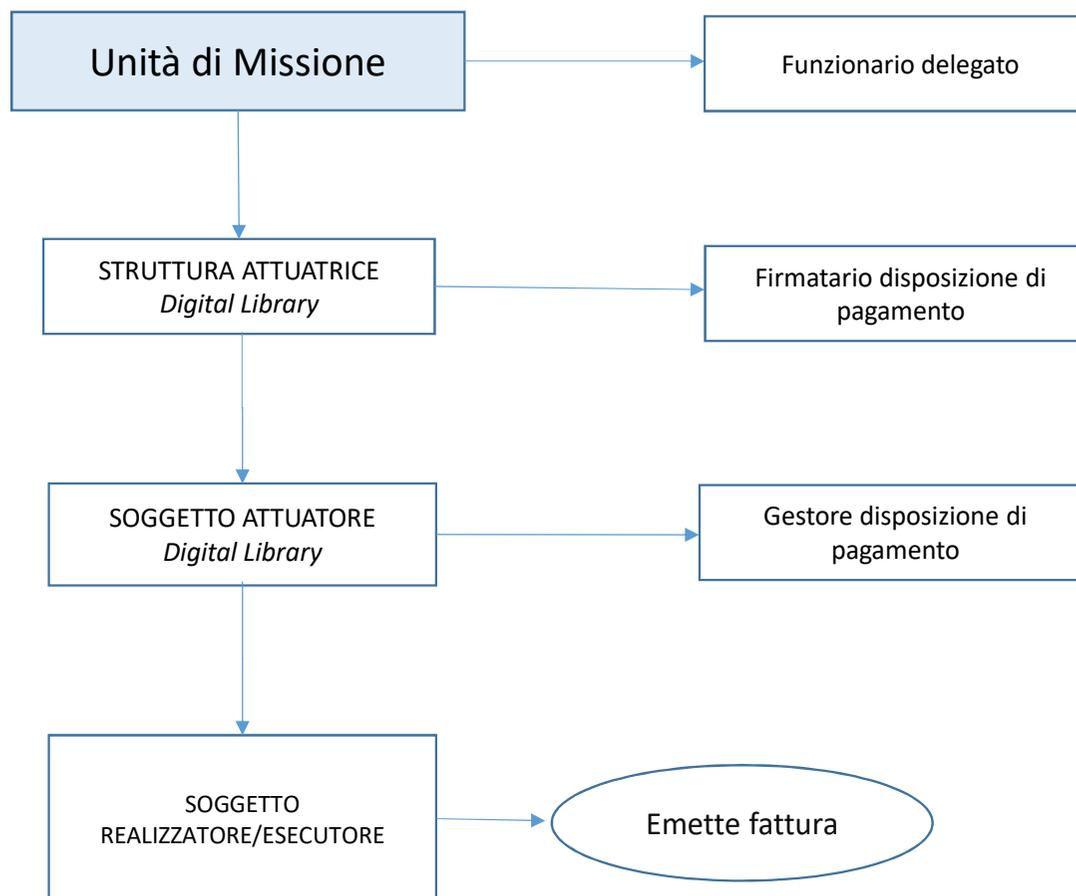 Unità di Missione
Funzionario delegato
STRUTTURA ATTUATRICE
Digital Library
Firmatario disposizione di
pagamento
SOGGETTO ATTUATORE
Digital Library
Gestore disposizione di
pagamento
SOGGETTO
REALIZZATORE/ESECUTORE
Emette fattura